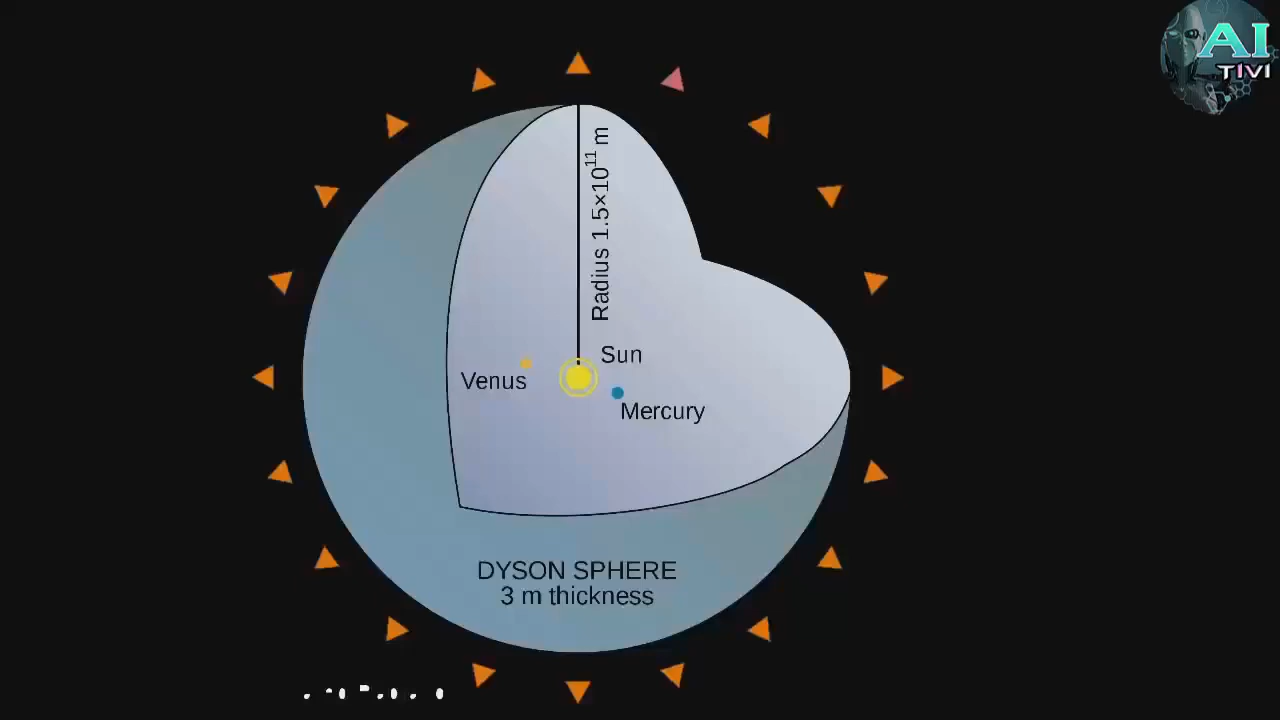 AI
TIVI
Radius 1.5×10¹¹ m
Sun
Venus
Mercury
DYSON SPHERE
3 m thickness